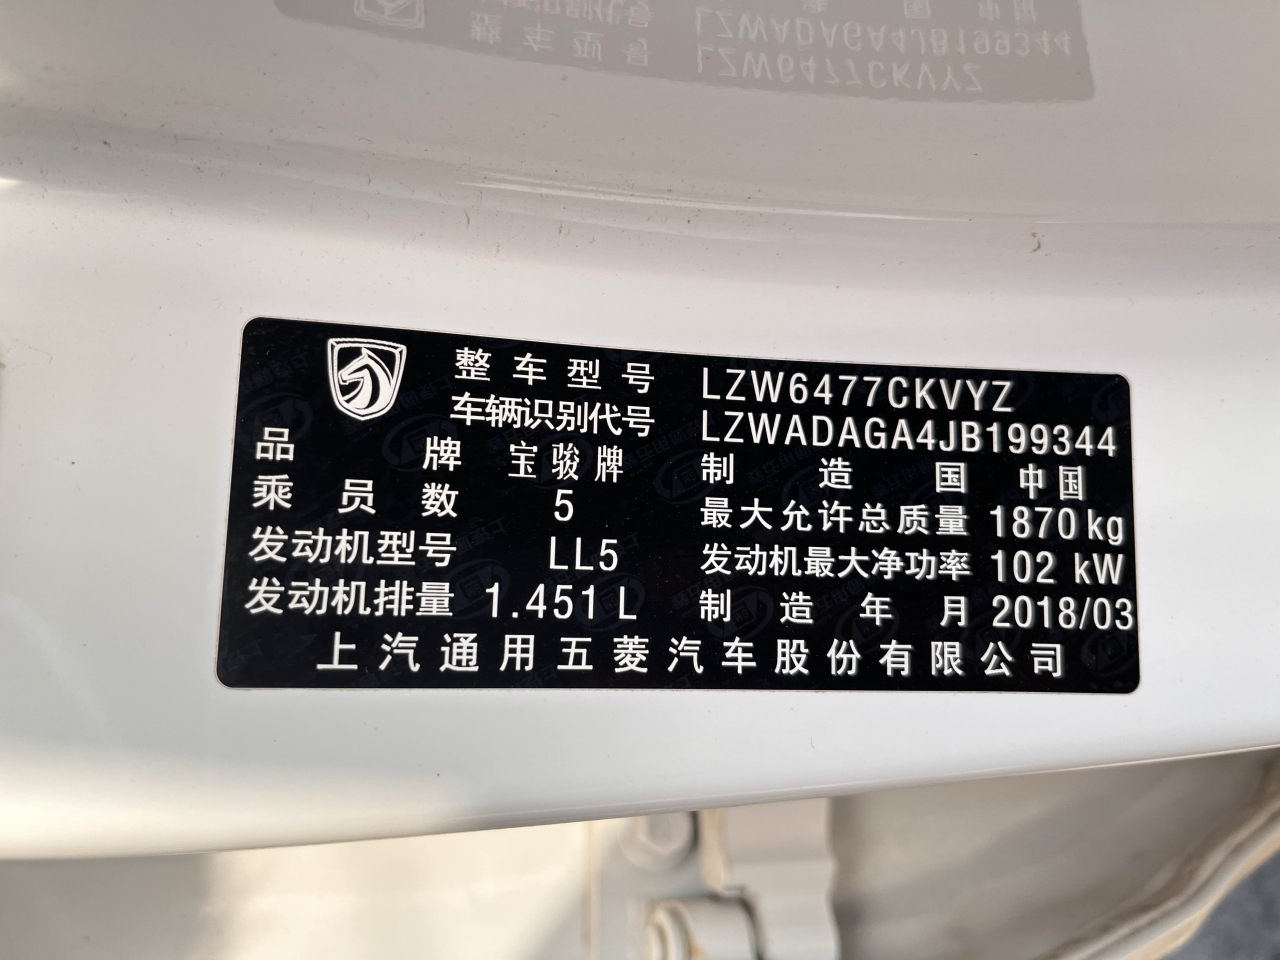 整车型号 LZW6477CKVYZ
车辆识别代号 LZWADAGA4JB199344
品牌 宝骏牌 制造国 中国
乘员数 5 最大允许总质量 1870kg
发动机型号 LL5 发动机最大净功率 102 kW
发动机排量 1.451L 制造年月 2018/03
上汽通用五菱汽车股份有限公司